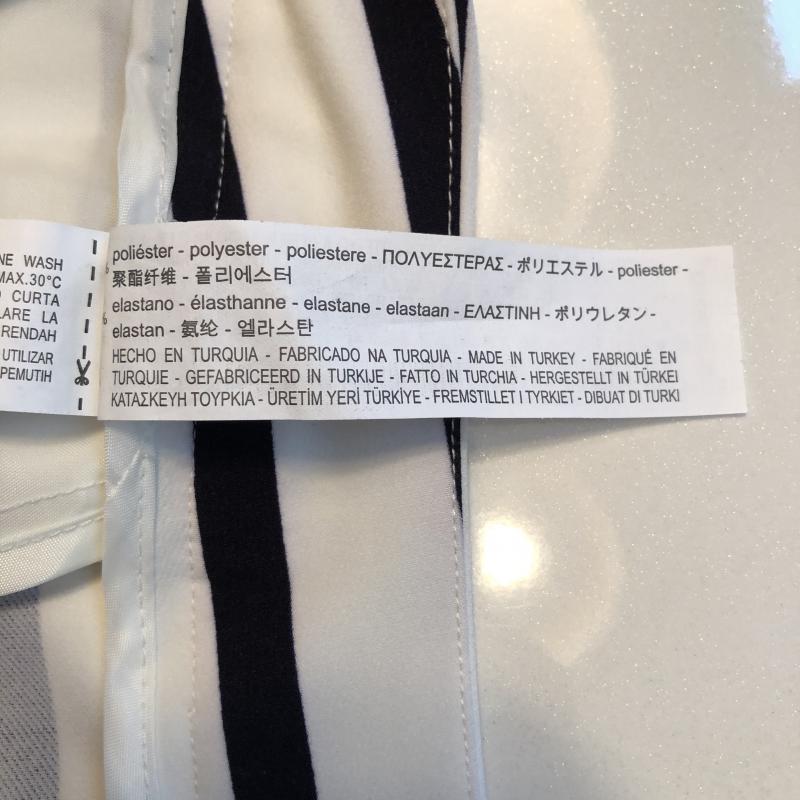 NE WASH
MAX.30°C
CURTA
LARE LA
RENDAH
UTILIZAR
PEMUTIH
% poliéster - polyester - poliestere - ΠΟΛΥΕΣΤΕΡΑΣ - ポリエステル - poliester -
聚酯纤维 - 폴리에스터
% elastano - élasthanne - elastane - elastaan - ΕΛΑΣΤΙΝΗ - ポリウレタン -
elastan - 氨纶 - 엘라스탄
HECHO EN TURQUIA - FABRICADO NA TURQUIA - MADE IN TURKEY - FABRIQUÉ EN
TURQUIE - GEFABRICEERD IN TURKIJE - FATTO IN TURCHIA - HERGESTELLT IN TÜRKEI
ΚΑΤΑΣΚΕΥΗ ΤΟΥΡΚΙΑ - ÜRETİM YERİ TÜRKİYE - FREMSTILLET I TYRKIET - DIBUAT DI TURKI